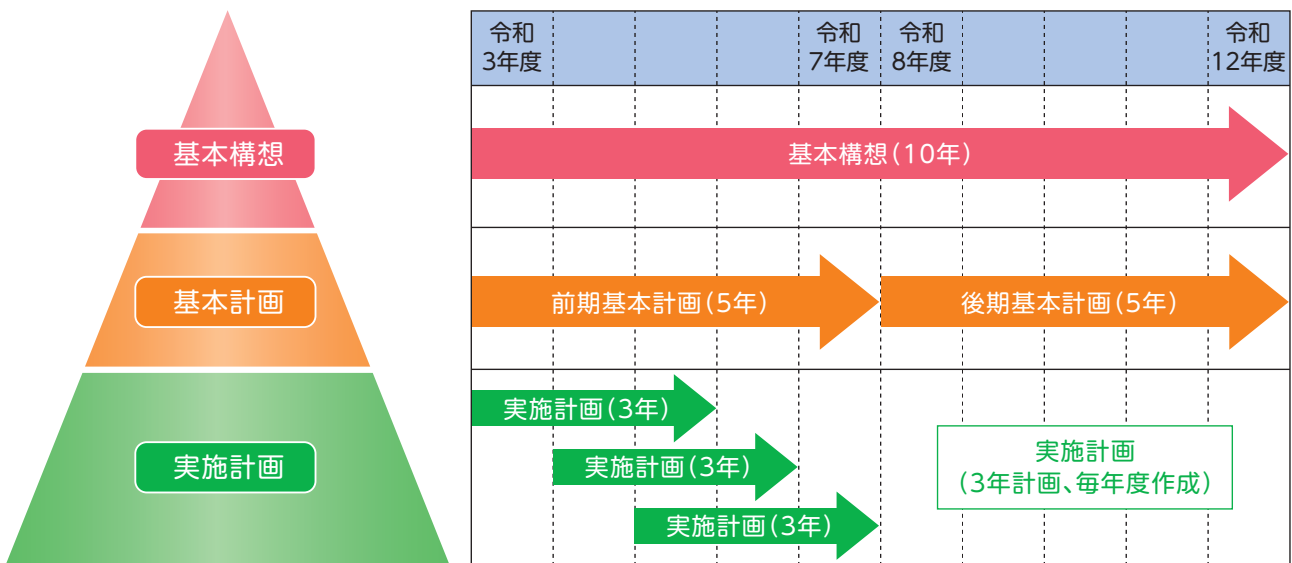 基本構想
基本計画
実施計画
令和
3年度
令和
7年度
令和
8年度
令和
12年度
基本構想（10年）
前期基本計画（5年）
後期基本計画（5年）
実施計画（3年）
実施計画（3年）
実施計画（3年）
実施計画
（3年計画、毎年度作成）